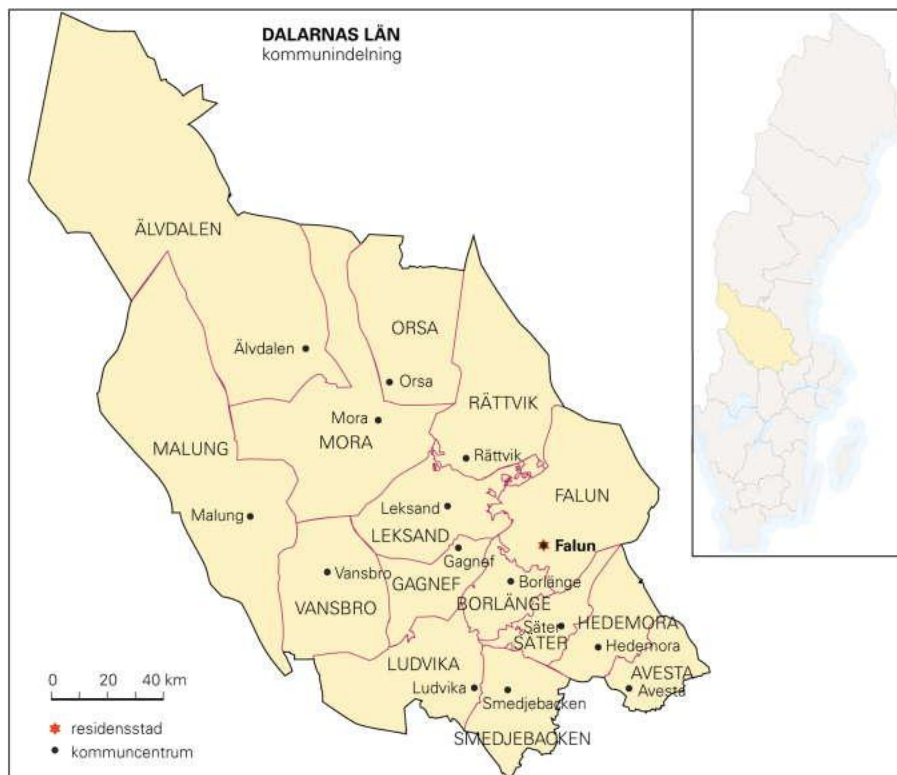 DALARNAS LÄN
kommunindelning
ÄLVDALEN
ORSA
Älvdalen
Orsa
RÄTTVIK
Mora
MORA
MALUNG
Rättvik
FALUN
Leksand
Malung
LEKSAND
Falun
Gagnef
Vansbro
GAGNEF
Borlänge
VANSBRO
BORLÄNGE
Säter
HEDEMORA
SÄTER
Hedemora
LUDVIKA
AVESTA
Ludvika
Avesta
Smedjebacken
SMEDJEBACKEN
0 20 40 km
residensstad
kommuncentrum